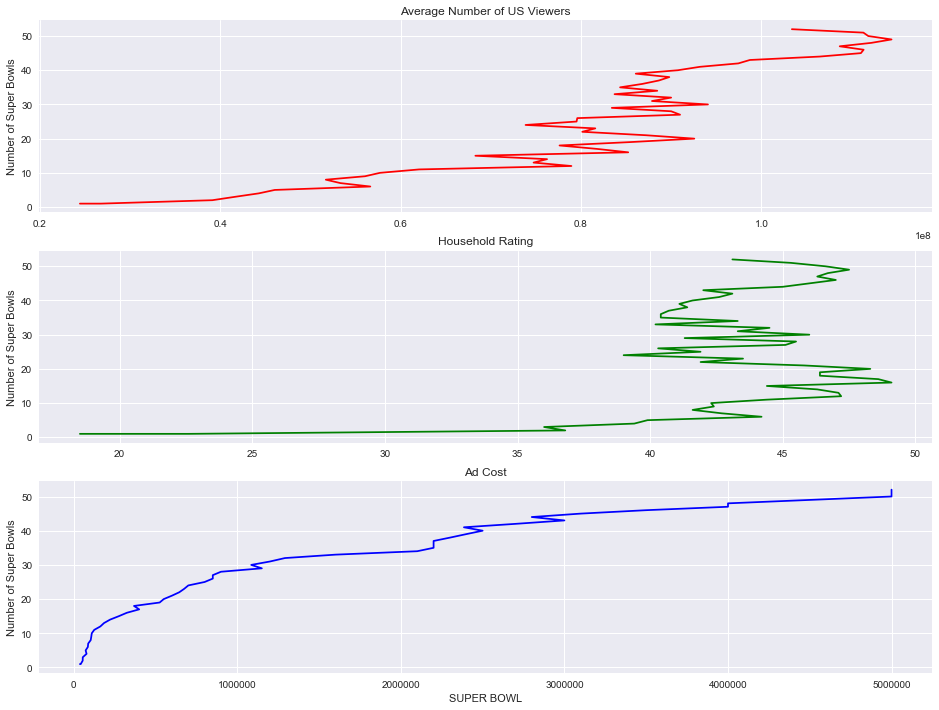 Average Number of US Viewers
Number of Super Bowls
50
40
30
20
10
0
0.2 0.4 0.6 0.8 1.0
1e8
Household Rating
Number of Super Bowls
50
40
30
20
10
0
20 25 30 35 40 45 50
Ad Cost
Number of Super Bowls
50
40
30
20
10
0
0 1000000 2000000 3000000 4000000 5000000
SUPER BOWL